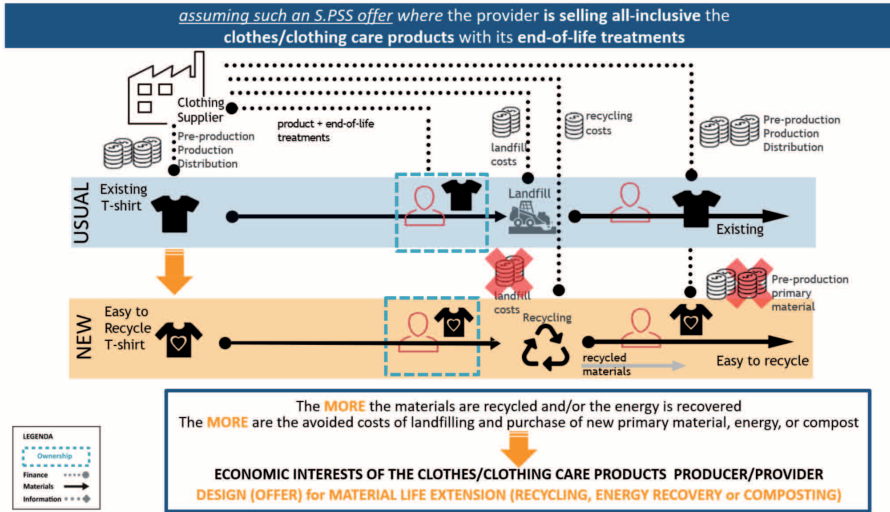 assuming such an S.PSS offer where the provider is selling all-inclusive the
clothes/clothing care products with its end-of-life treatments
Clothing
Supplier
Pre-production
Production
Distribution
product + end-of-life
treatments
landfill
costs
recycling
costs
Pre-production
Production
Distribution
USUAL
Existing
T-shirt
Landfill
Existing
landfill
costs
Pre-production
primary
material
NEW
Easy to
Recycle
T-shirt
Recycling
recycled
materials
Easy to recycle
The MORE the materials are recycled and/or the energy is recovered
The MORE are the avoided costs of landfilling and purchase of new primary material, energy, or compost
ECONOMIC INTERESTS OF THE CLOTHES/CLOTHING CARE PRODUCTS PRODUCER/PROVIDER
DESIGN (OFFER) for MATERIAL LIFE EXTENSION (RECYCLING, ENERGY RECOVERY or COMPOSTING)
LEGENDA
Ownership
Finance
Materials
Information